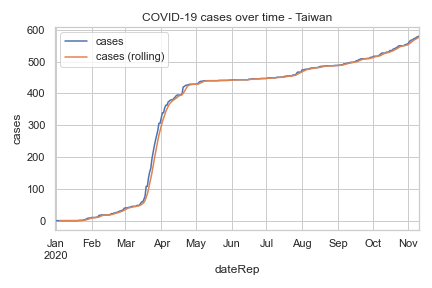 COVID-19 cases over time - Taiwan
cases
cases (rolling)
600
500
400
300
200
100
0
cases
Jan Feb Mar Apr May Jun Jul Aug Sep Oct Nov
2020
dateRep